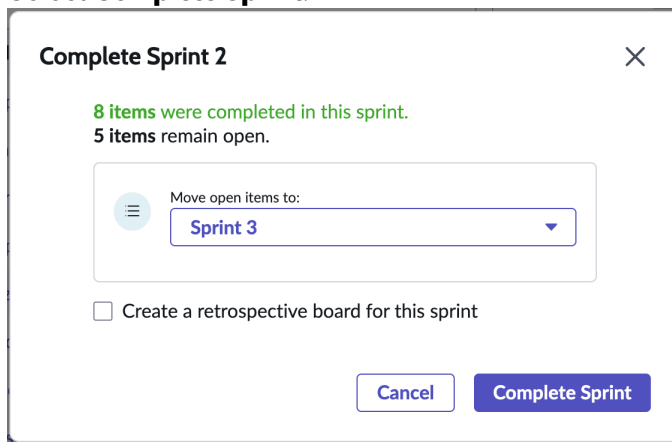 Complete Sprint 2
8 items were completed in this sprint.
5 items remain open.
Move open items to:
Sprint 3
Create a retrospective board for this sprint
Cancel
Complete Sprint